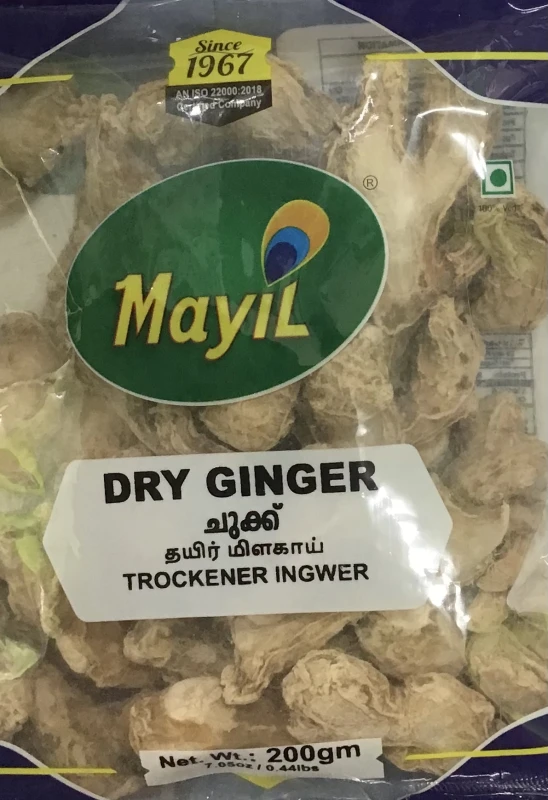 Since
1967
AN ISO 22000:2018
Certified Company
®
MayiL
DRY GINGER
ചുക്ക്
தயிர் மிளகாய்
TROCKENER INGWER
Net. Wt.: 200gm
7.05oz / 0.44lbs